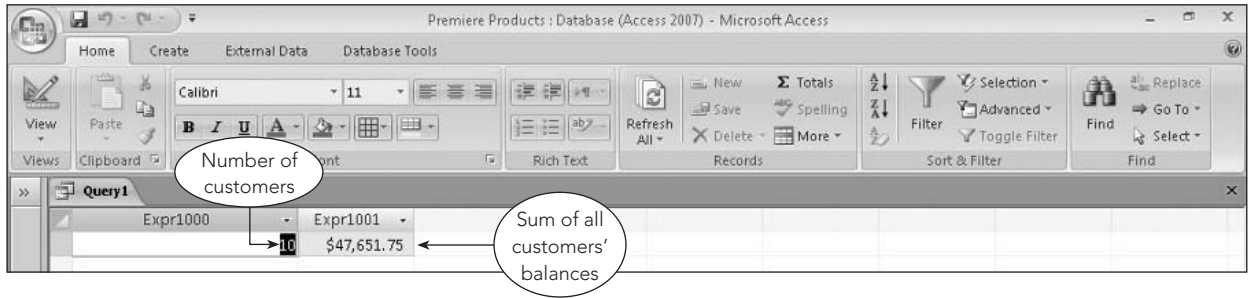 Premiere Products : Database (Access 2007) - Microsoft Access
Home Create External Data Database Tools
View
Paste
Calibri 11
B I U A
ab
Refresh All
New
Save
Delete
Σ Totals
Spelling
More
A Z
Z A
Filter
Selection
Advanced
Toggle Filter
Find
Replace
Go To
Select
Views Clipboard ont Rich Text Records Sort & Filter Find
Number of
customers
» Query1 x
Expr1000 Expr1001
10 $47,651.75
Sum of all
customers’
balances